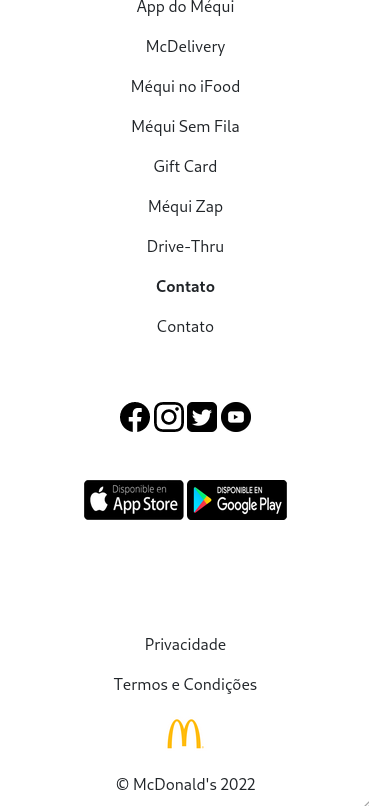 App do Méqui
McDelivery
Méqui no iFood
Méqui Sem Fila
Gift Card
Méqui Zap
Drive-Thru
Contato
Contato
Disponible en
App Store
DISPONIBLE EN
Google Play
Privacidade
Termos e Condições
© McDonald's 2022